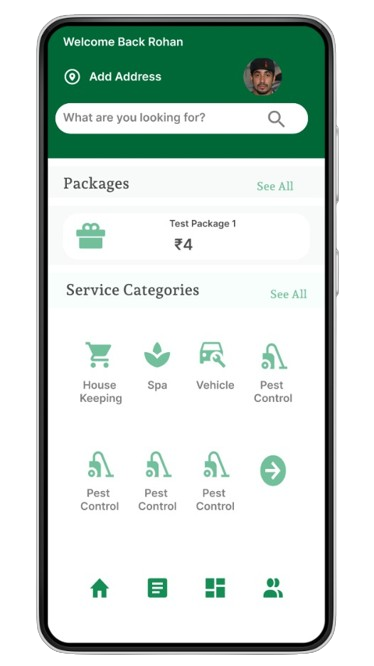 Welcome Back Rohan
Add Address
What are you looking for?
Packages
See All
Test Package 1
₹4
Service Categories
See All
House
Keeping
Spa
Vehicle
Pest
Control
Pest
Control
Pest
Control
Pest
Control